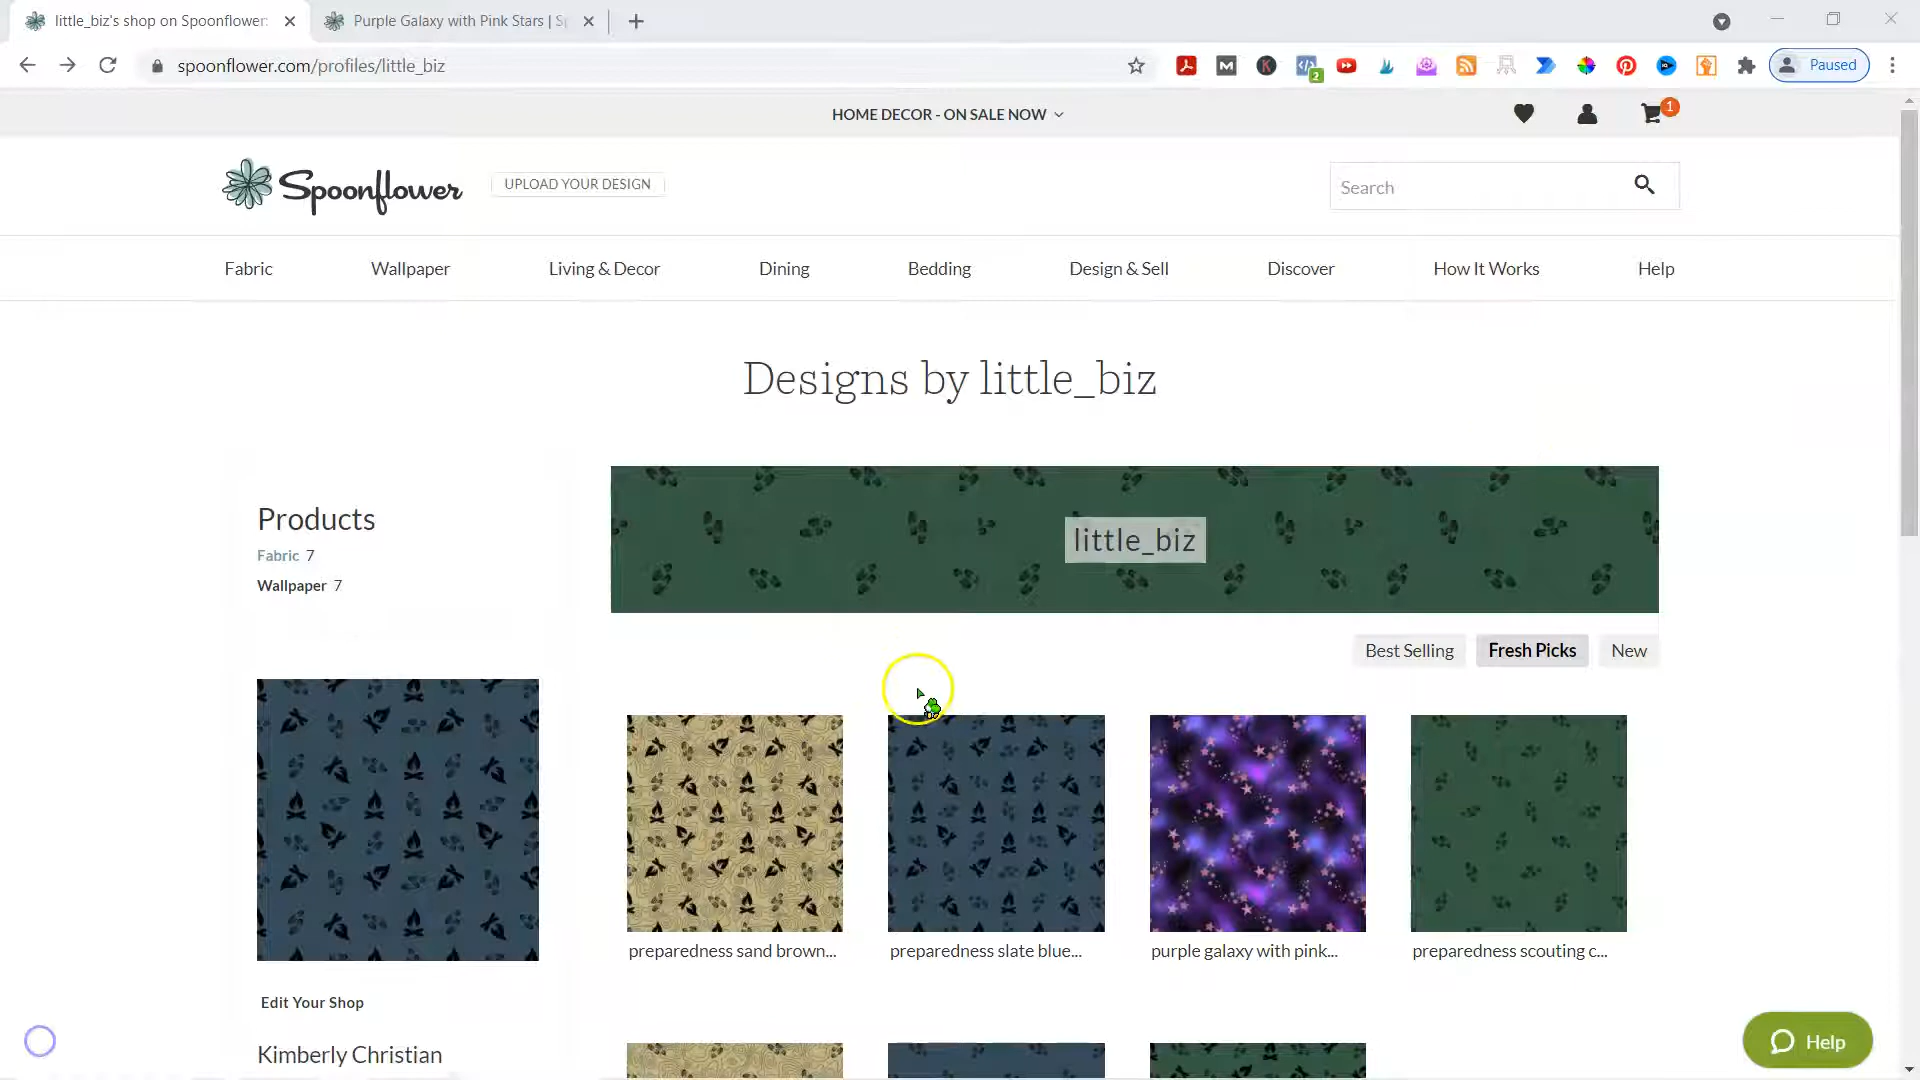 little_biz's shop on Spoonflower:
Purple Galaxy with Pink Stars | S
spoonflower.com/profiles/little_biz
2
Paused
HOME DECOR - ON SALE NOW
1
Spoonflower
UPLOAD YOUR DESIGN
Search
Fabric
Wallpaper
Living & Decor
Dining
Bedding
Design & Sell
Discover
How It Works
Help
Designs by little_biz
Products
Fabric 7
Wallpaper 7
little_biz
Best Selling
Fresh Picks
New
preparedness sand brown...
preparedness slate blue...
purple galaxy with pink...
preparedness scouting c...
Edit Your Shop
Kimberly Christian
Help